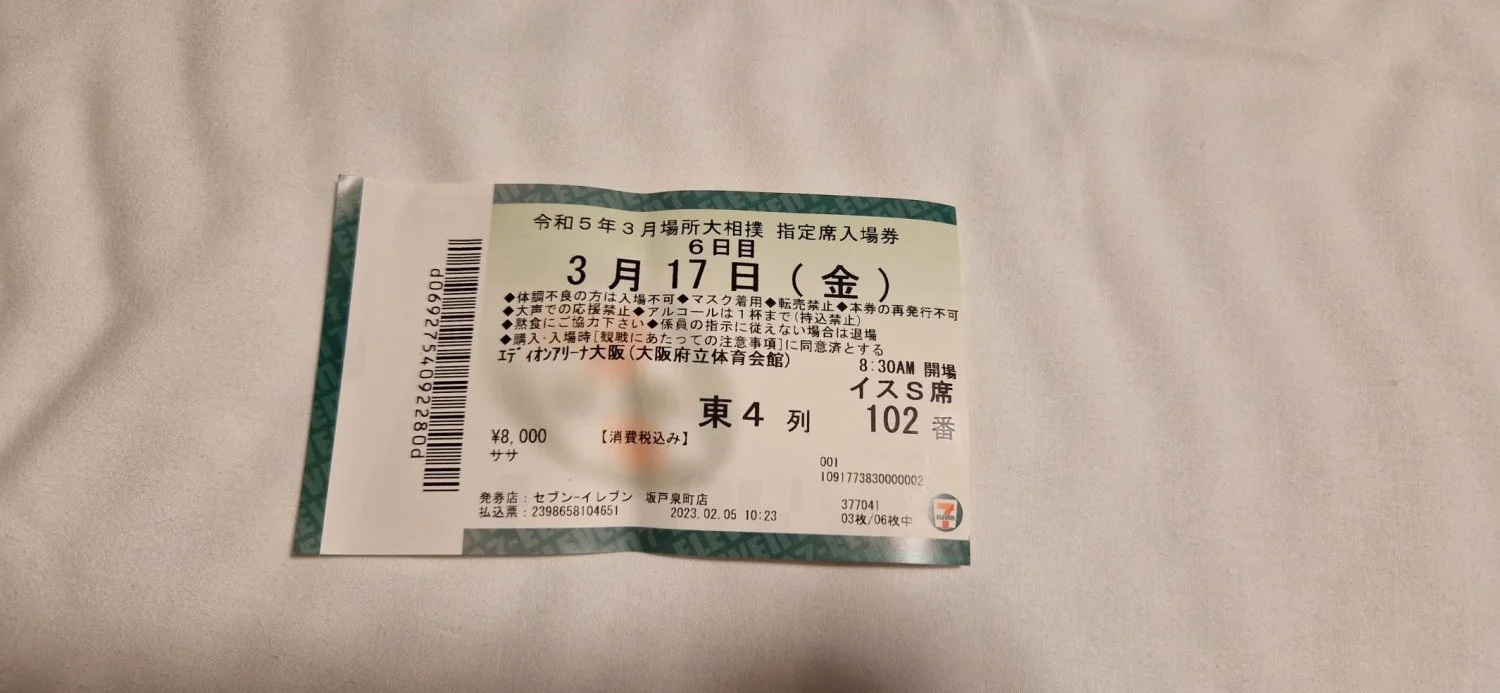 令和5年3月場所大相撲 指定席入場券
6日目
3月17日(金)
◆体調不良の方は入場不可◆マスク着用◆転売禁止◆本券の再発行不可
◆大声での応援禁止◆アルコールは1杯まで(持込禁止)
◆黙食にご協力下さい◆係員の指示に従えない場合は退場
◆購入・入場時[観戦にあたっての注意事項]に同意済とする
ｴﾃﾞｨｵﾝｱﾘｰﾅ大阪(大阪府立体育会館)
8:30AM 開場
イスS席
東4 列 102 番
¥8,000 【消費税込み】
ササ
001
1091773830000002
発券店:セブン-イレブン 坂戸泉町店 377041
払込票:2398658104651 2023.02.05 10:23 03枚/06枚中
7 ELEVEN
d06927540922800d